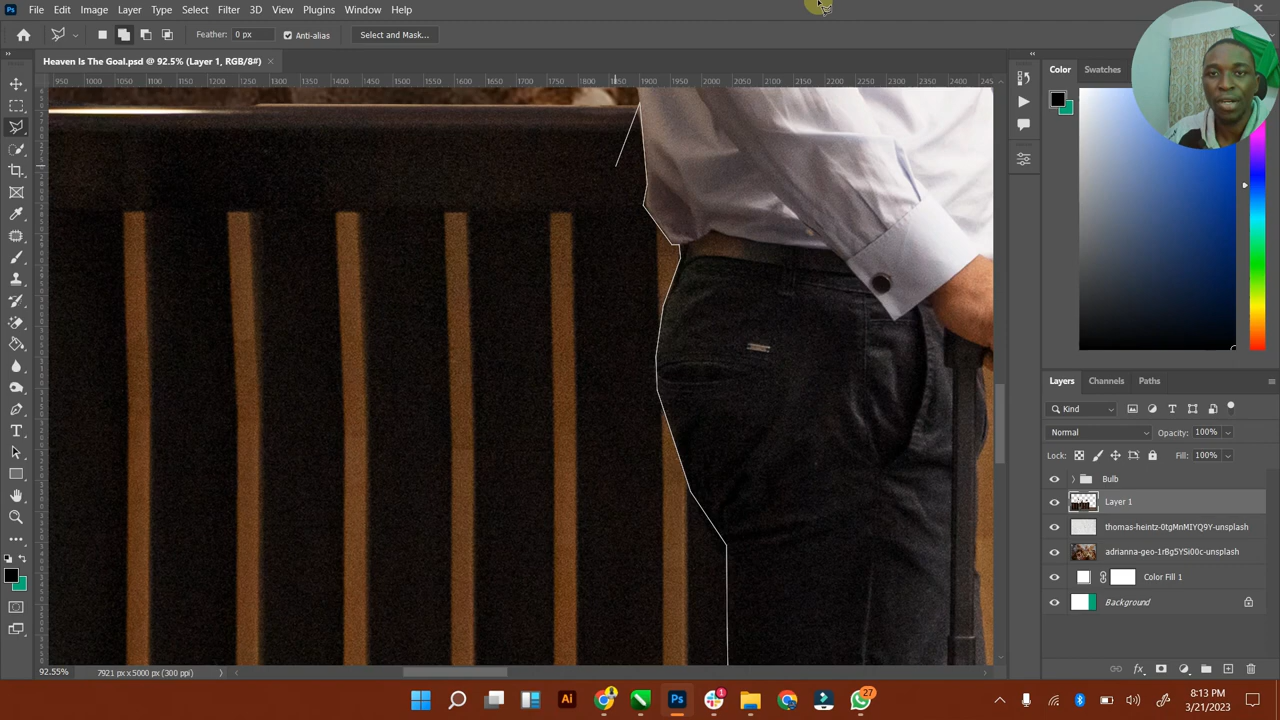 Ps File Edit Image Layer Type Select Filter 3D View Plugins Window Help
Feather: 0 px Anti-alias Select and Mask...
Heaven Is The Goal.psd @ 92.5% (Layer 1, RGB/8#)
950 1000 1050 1100 1150 1200 1250 1300 1350 1400 1450 1500 1550 1600 1650 1700 1750 1800 1850 1900 1950 2000 2050 2100 2150 2200 2250 2300 2350 2400 245
Color Swatches
Layers Channels Paths
Kind
Normal Opacity: 100%
Lock: Fill: 100%
Bulb
Layer 1
thomas-heintz-0tgMnMIYQ9Y-unsplash
adrianna-geo-1rBg5YSi00c-unsplash
Color Fill 1
Background
92.55% 7921 px x 5000 px (300 ppi)
Ai Ps 1 27
8:13 PM
3/21/2023